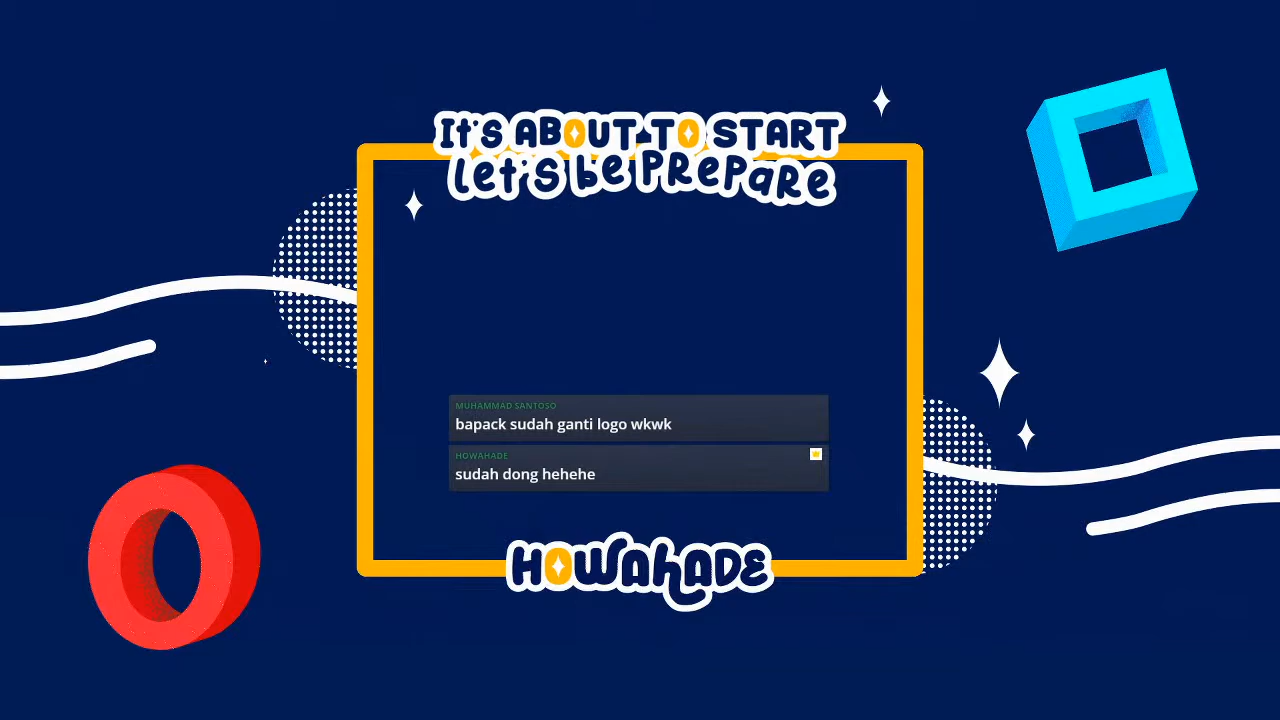 It's ABOUT TO START
Let's be PRePaRe
MUHAMMAD SANTOSO
bapack sudah ganti logo wkwk
HOWAHADE
sudah dong hehehe
HOWAHADE